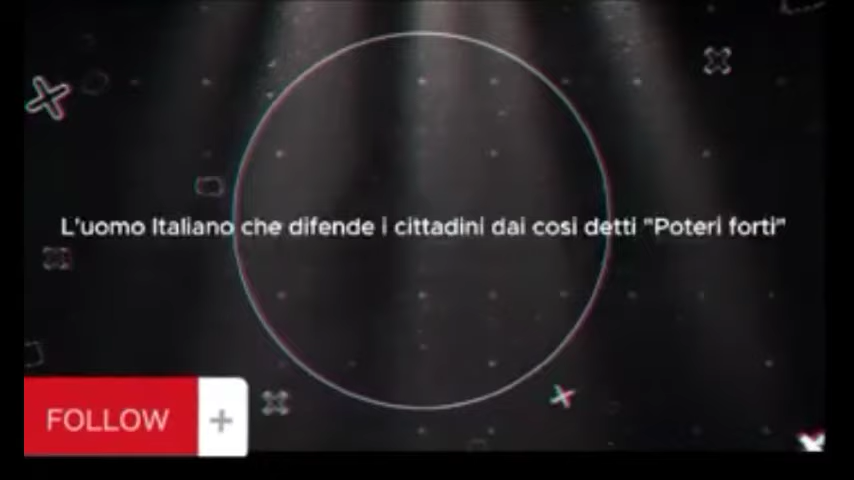 L'uomo Italiano che difende i cittadini dai cosi detti "Poteri forti"
FOLLOW +